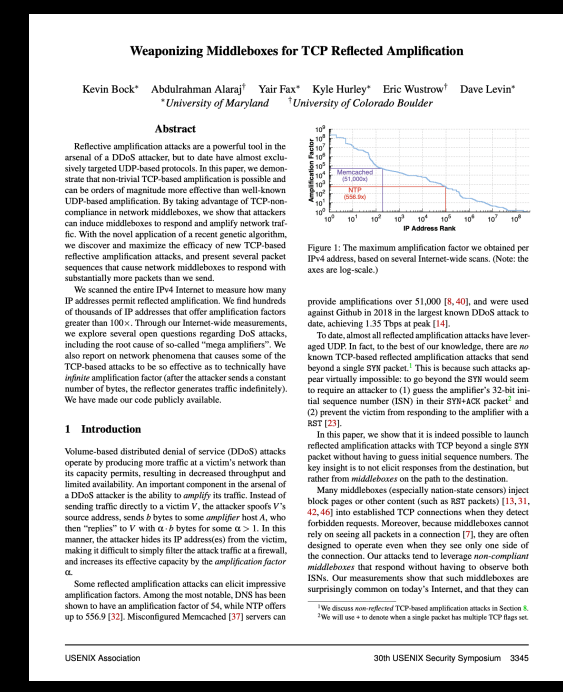 Weaponizing Middleboxes for TCP Reflected Amplification
Kevin Bock* Abdulrahman Alaraj† Yair Fax* Kyle Hurley* Eric Wustrow† Dave Levin*
*University of Maryland †University of Colorado Boulder
Abstract
Reflective amplification attacks are a powerful tool in the
arsenal of a DDoS attacker, but to date have almost exclu-
sively targeted UDP-based protocols. In this paper, we demon-
strate that non-trivial TCP-based amplification is possible and
can be orders of magnitude more effective than well-known
UDP-based amplification. By taking advantage of TCP-non-
compliance in network middleboxes, we show that attackers
can induce middleboxes to respond and amplify network traf-
fic. With the novel application of a recent genetic algorithm,
we discover and maximize the efficacy of new TCP-based
reflective amplification attacks, and present several packet
sequences that cause network middleboxes to respond with
substantially more packets than we send.
We scanned the entire IPv4 Internet to measure how many
IP addresses permit reflected amplification. We find hundreds
of thousands of IP addresses that offer amplification factors
greater than 100×. Through our Internet-wide measurements,
we explore several open questions regarding DoS attacks,
including the root cause of so-called "mega amplifiers". We
also report on network phenomena that causes some of the
TCP-based attacks to be so effective as to technically have
infinite amplification factor (after the attacker sends a constant
number of bytes, the reflector generates traffic indefinitely).
We have made our code publicly available.
1 Introduction
Volume-based distributed denial of service (DDoS) attacks
operate by producing more traffic at a victim's network than
its capacity permits, resulting in decreased throughput and
limited availability. An important component in the arsenal of
a DDoS attacker is the ability to amplify its traffic. Instead of
sending traffic directly to a victim V, the attacker spoofs V's
source address, sends b bytes to some amplifier host A, who
then "replies" to V with α·b bytes for some α > 1. In this
manner, the attacker hides its IP address(es) from the victim,
making it difficult to simply filter the attack traffic at a firewall,
and increases its effective capacity by the amplification factor
α.
Some reflected amplification attacks can elicit impressive
amplification factors. Among the most notable, DNS has been
shown to have an amplification factor of 54, while NTP offers
up to 556.9 [32]. Misconfigured Memcached [37] servers can
Amplification Factor
10⁹
10⁸
10⁷
10⁶
10⁵
10⁴
10³
10²
10¹
10⁰
Memcached
(51,000x)
NTP
(556.9x)
10⁰ 10¹ 10² 10³ 10⁴ 10⁵ 10⁶ 10⁷ 10⁸
IP Address Rank
Figure 1: The maximum amplification factor we obtained per
IPv4 address, based on several Internet-wide scans. (Note: the
axes are log-scale.)
provide amplifications over 51,000 [8, 40], and were used
against Github in 2018 in the largest known DDoS attack to
date, achieving 1.35 Tbps at peak [14].
To date, almost all reflected amplification attacks have lever-
aged UDP. In fact, to the best of our knowledge, there are no
known TCP-based reflected amplification attacks that send
beyond a single SYN packet.¹ This is because such attacks ap-
pear virtually impossible: to go beyond the SYN would seem
to require an attacker to (1) guess the amplifier's 32-bit ini-
tial sequence number (ISN) in their SYN+ACK packet² and
(2) prevent the victim from responding to the amplifier with a
RST [23].
In this paper, we show that it is indeed possible to launch
reflected amplification attacks with TCP beyond a single SYN
packet without having to guess initial sequence numbers. The
key insight is to not elicit responses from the destination, but
rather from middleboxes on the path to the destination.
Many middleboxes (especially nation-state censors) inject
block pages or other content (such as RST packets) [13, 31,
42, 46] into established TCP connections when they detect
forbidden requests. Moreover, because middleboxes cannot
rely on seeing all packets in a connection [7], they are often
designed to operate even when they see only one side of
the connection. Our attacks tend to leverage non-compliant
middleboxes that respond without having to observe both
ISNs. Our measurements show that such middleboxes are
surprisingly common on today's Internet, and that they can
¹We discuss non-reflected TCP-based amplification attacks in Section 8.
²We will use + to denote when a single packet has multiple TCP flags set.
USENIX Association
30th USENIX Security Symposium 3345